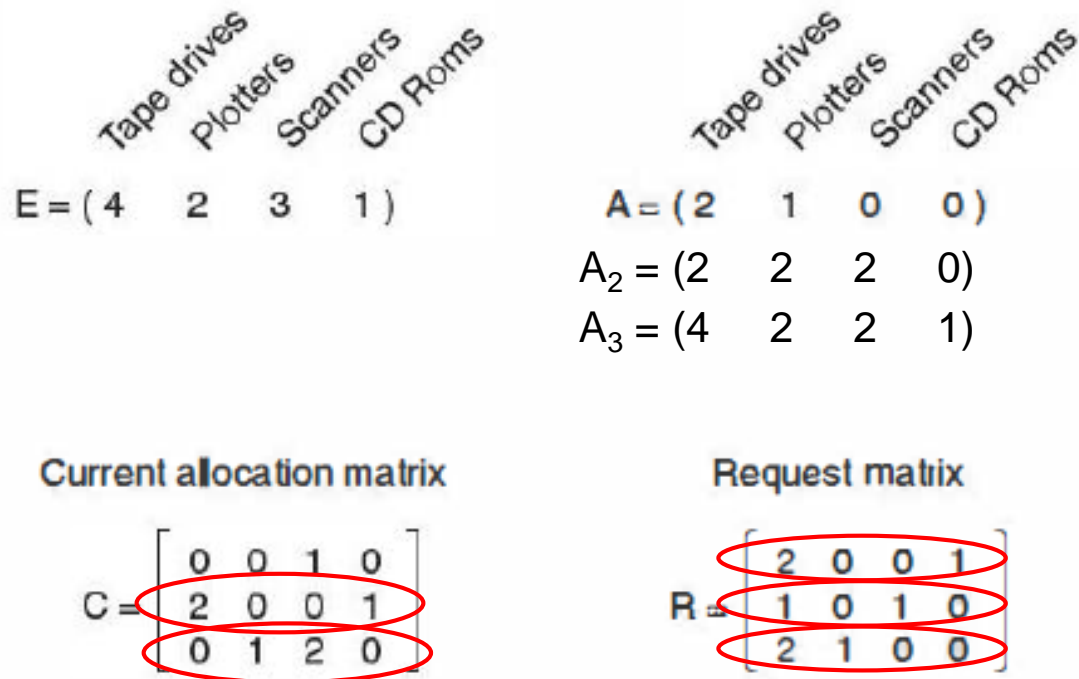 Tape drives Plotters Scanners CD Roms
E = ( 4 2 3 1 )
Tape drives Plotters Scanners CD Roms
A = ( 2 1 0 0 )
A₂ = (2 2 2 0)
A₃ = (4 2 2 1)
Current allocation matrix
C = [ 0 0 1 0
2 0 0 1
0 1 2 0 ]
Request matrix
R = [ 2 0 0 1
1 0 1 0
2 1 0 0 ]